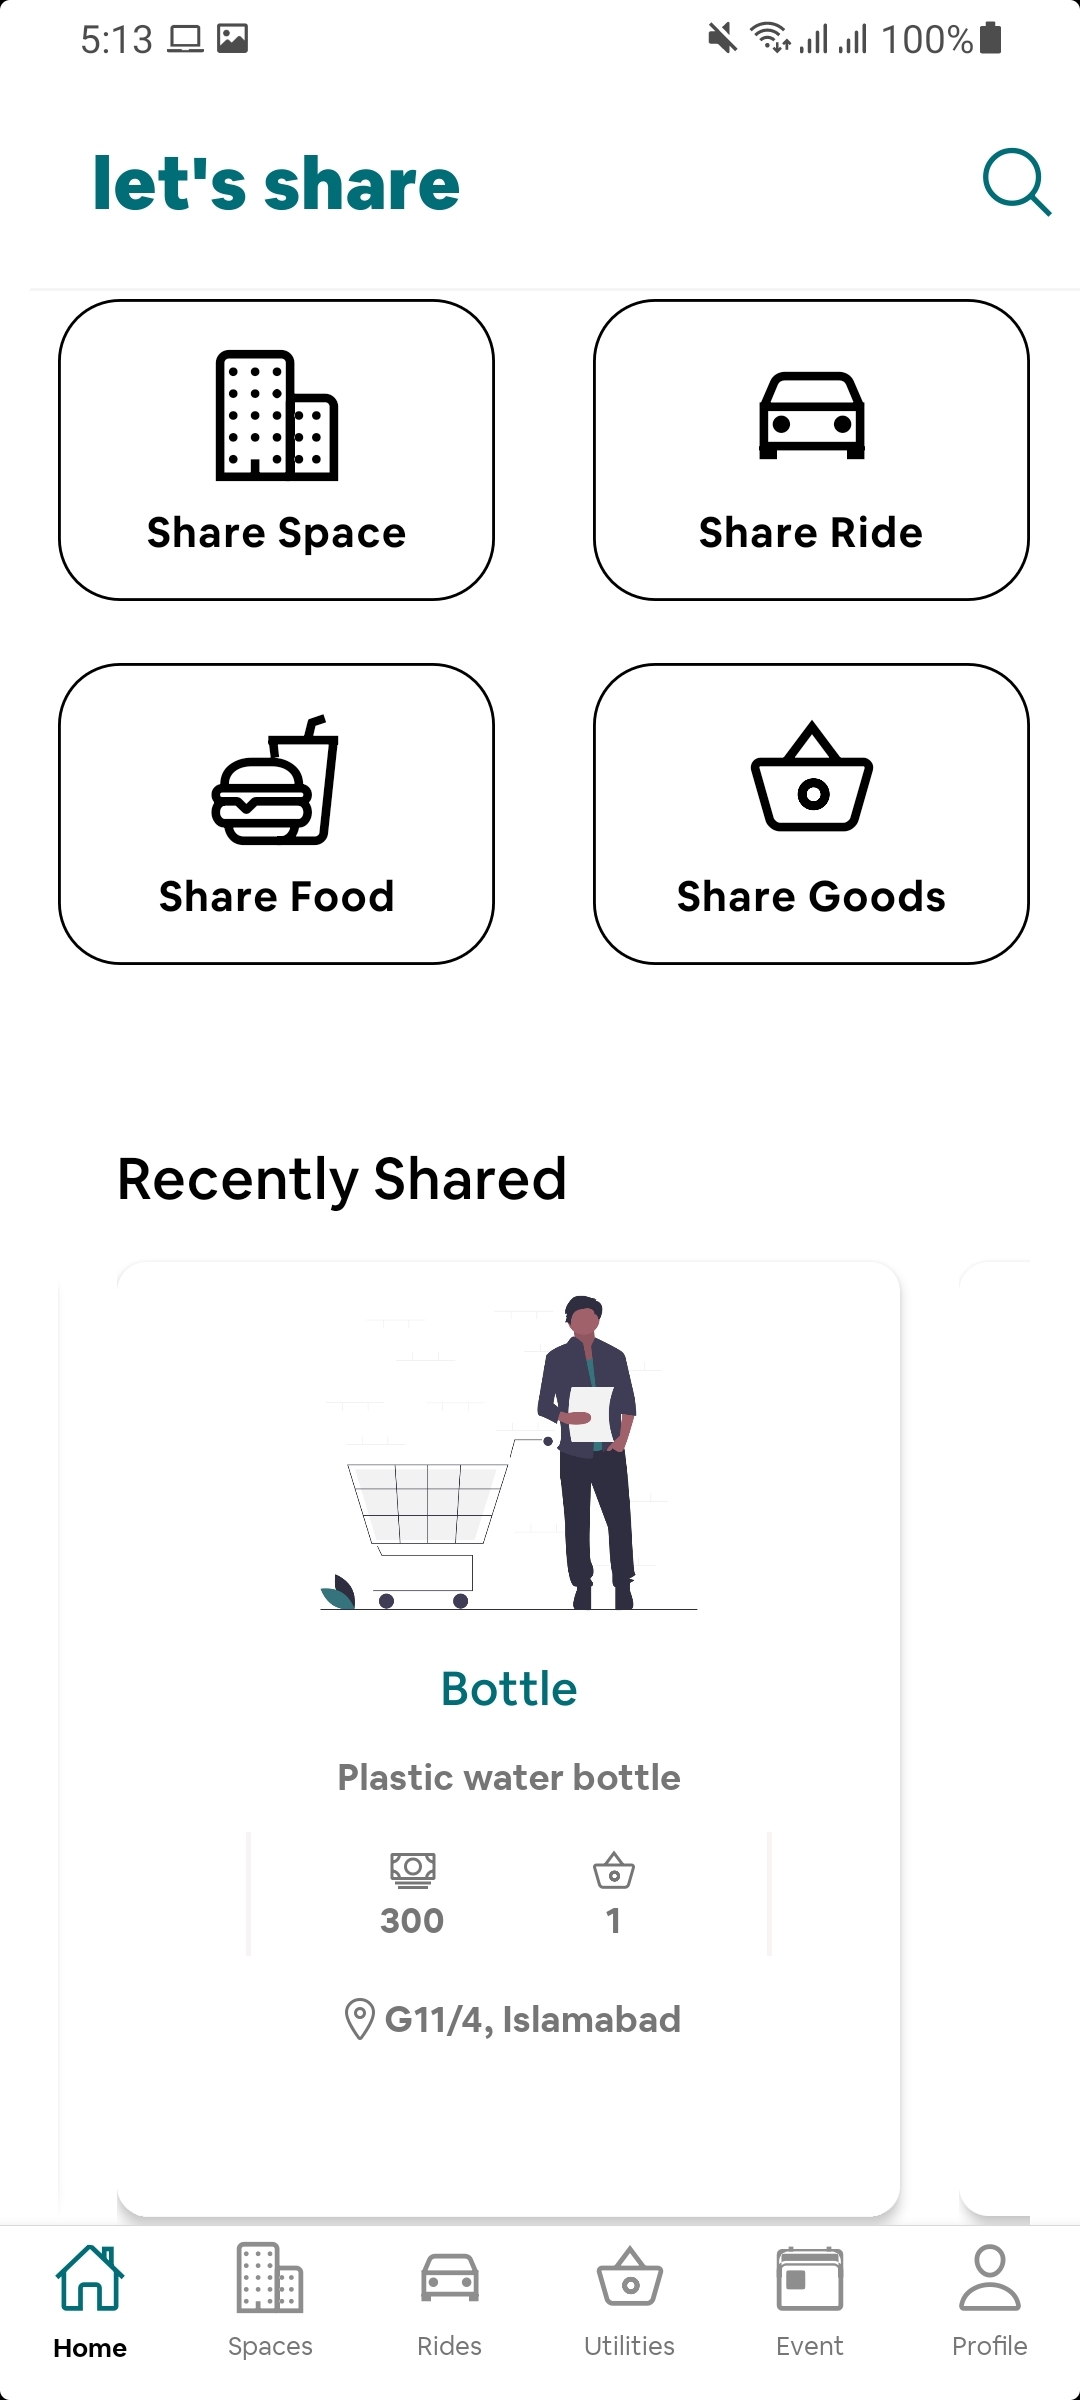 5:13
100%
let's share
Share Space
Share Ride
Share Food
Share Goods
Recently Shared
Bottle
Plastic water bottle
300
1
G11/4, Islamabad
Home
Spaces
Rides
Utilities
Event
Profile